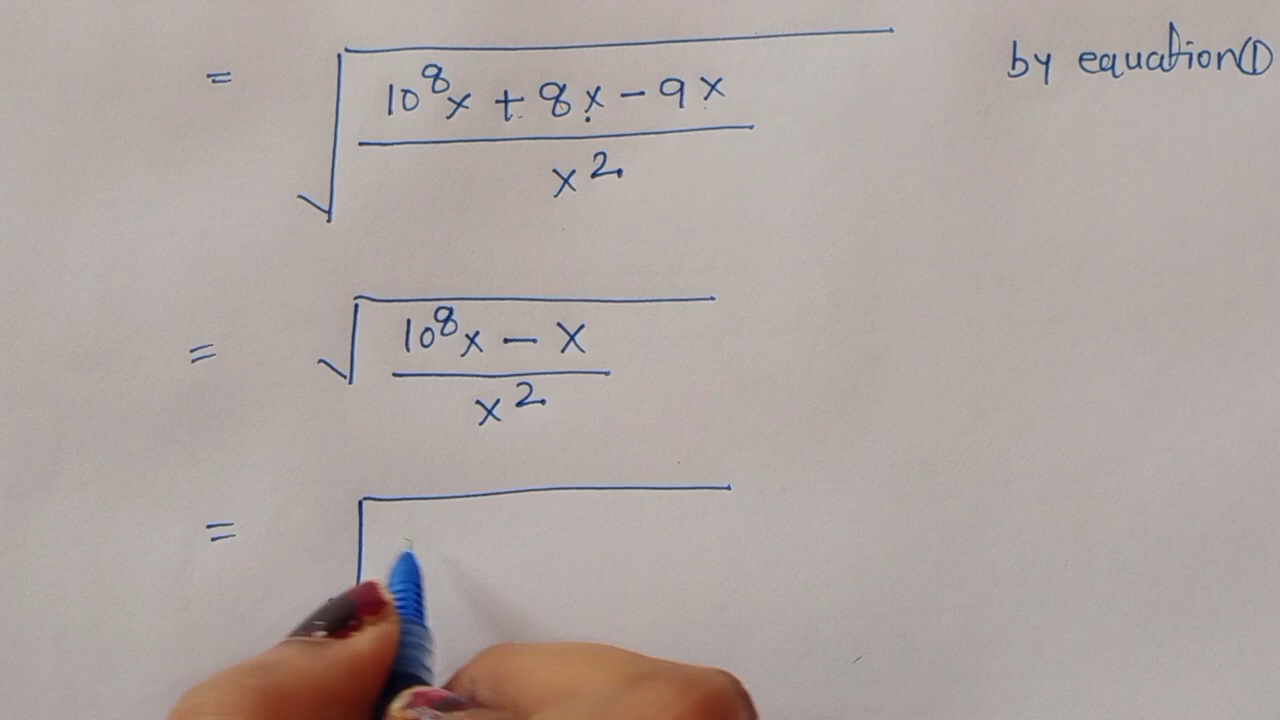 = √((10⁸x + 8x - 9x)/x²) by equation①
= √((10⁸x - x)/x²)
= √